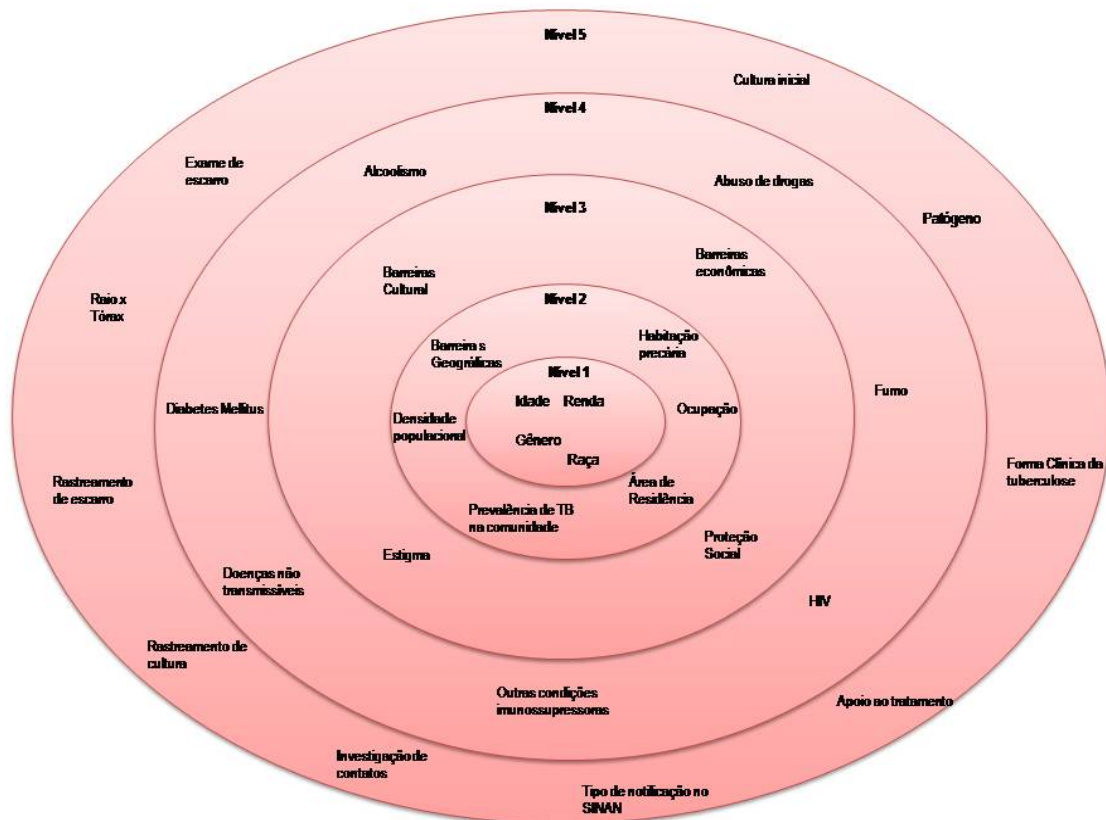 Nível 5
Cultura inicial
Nível 4
Exame de
escarro
Alcoolismo
Abuso de drogas
Nível 3
Patógeno
Barreiras
econômicas
Barreiras
Cultural
Raio x
Tórax
Nível 2
Habitação
precária
Barreira s
Geográficas
Nível 1
Idade Renda
Fumo
Diabetes Mellitus
Densidade
populacional
Ocupação
Gênero
Raça
Forma Clínica da
tuberculose
Rastreamento
de escarro
Área de
Residência
Prevalência de TB
na comunidade
Proteção
Social
Estigma
Doenças não
transmissíveis
HIV
Rastreamento de
cultura
Outras condições
imunossupressoras
Apoio ao tratamento
Investigação de
contatos
Tipo de notificação no
SINAN